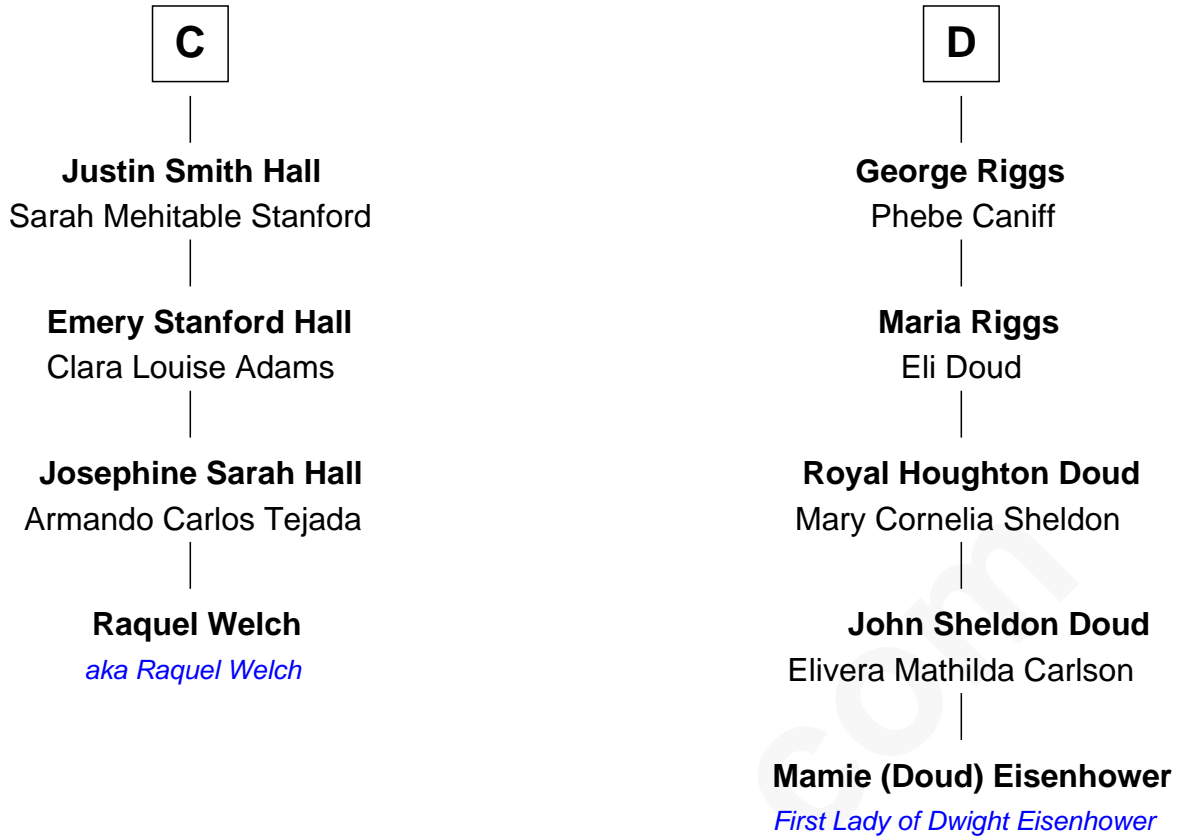 C
Justin Smith Hall
Sarah Mehitable Stanford
Emery Stanford Hall
Clara Louise Adams
Josephine Sarah Hall
Armando Carlos Tejada
Raquel Welch
aka Raquel Welch
D
George Riggs
Phebe Caniff
Maria Riggs
Eli Doud
Royal Houghton Doud
Mary Cornelia Sheldon
John Sheldon Doud
Elivera Mathilda Carlson
Mamie (Doud) Eisenhower
First Lady of Dwight Eisenhower
com